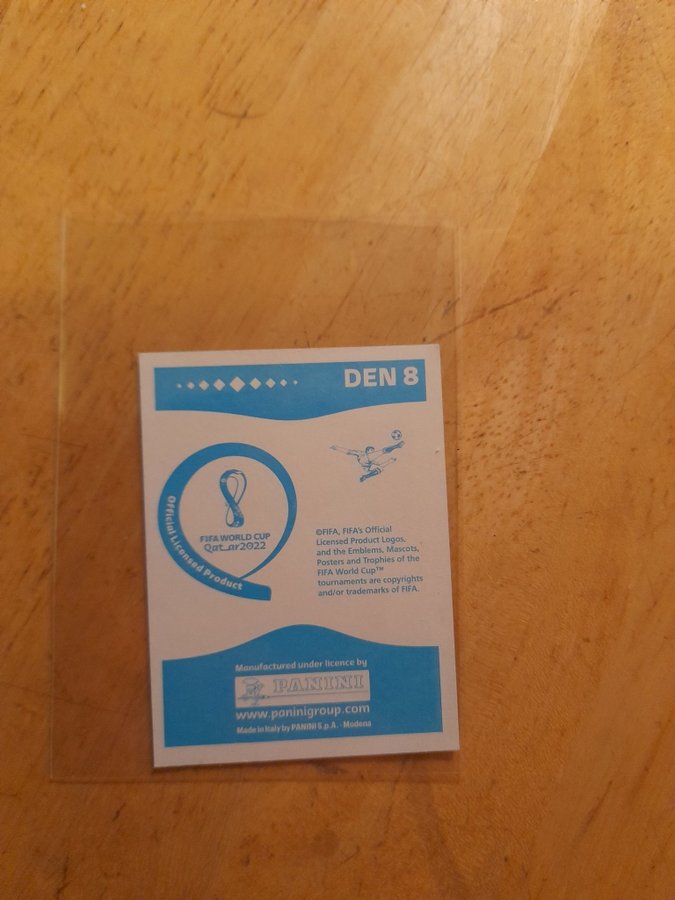 DEN 8
Official Licensed Product
FIFA WORLD CUP
Qatar2022
©FIFA, FIFA's Official
Licensed Product Logos,
and the Emblems, Mascots,
Posters and Trophies of the
FIFA World Cup™
tournaments are copyrights
and/or trademarks of FIFA.
Manufactured under licence by
PANINI
www.paninigroup.com
Made in Italy by PANINI S.p.A. - Modena